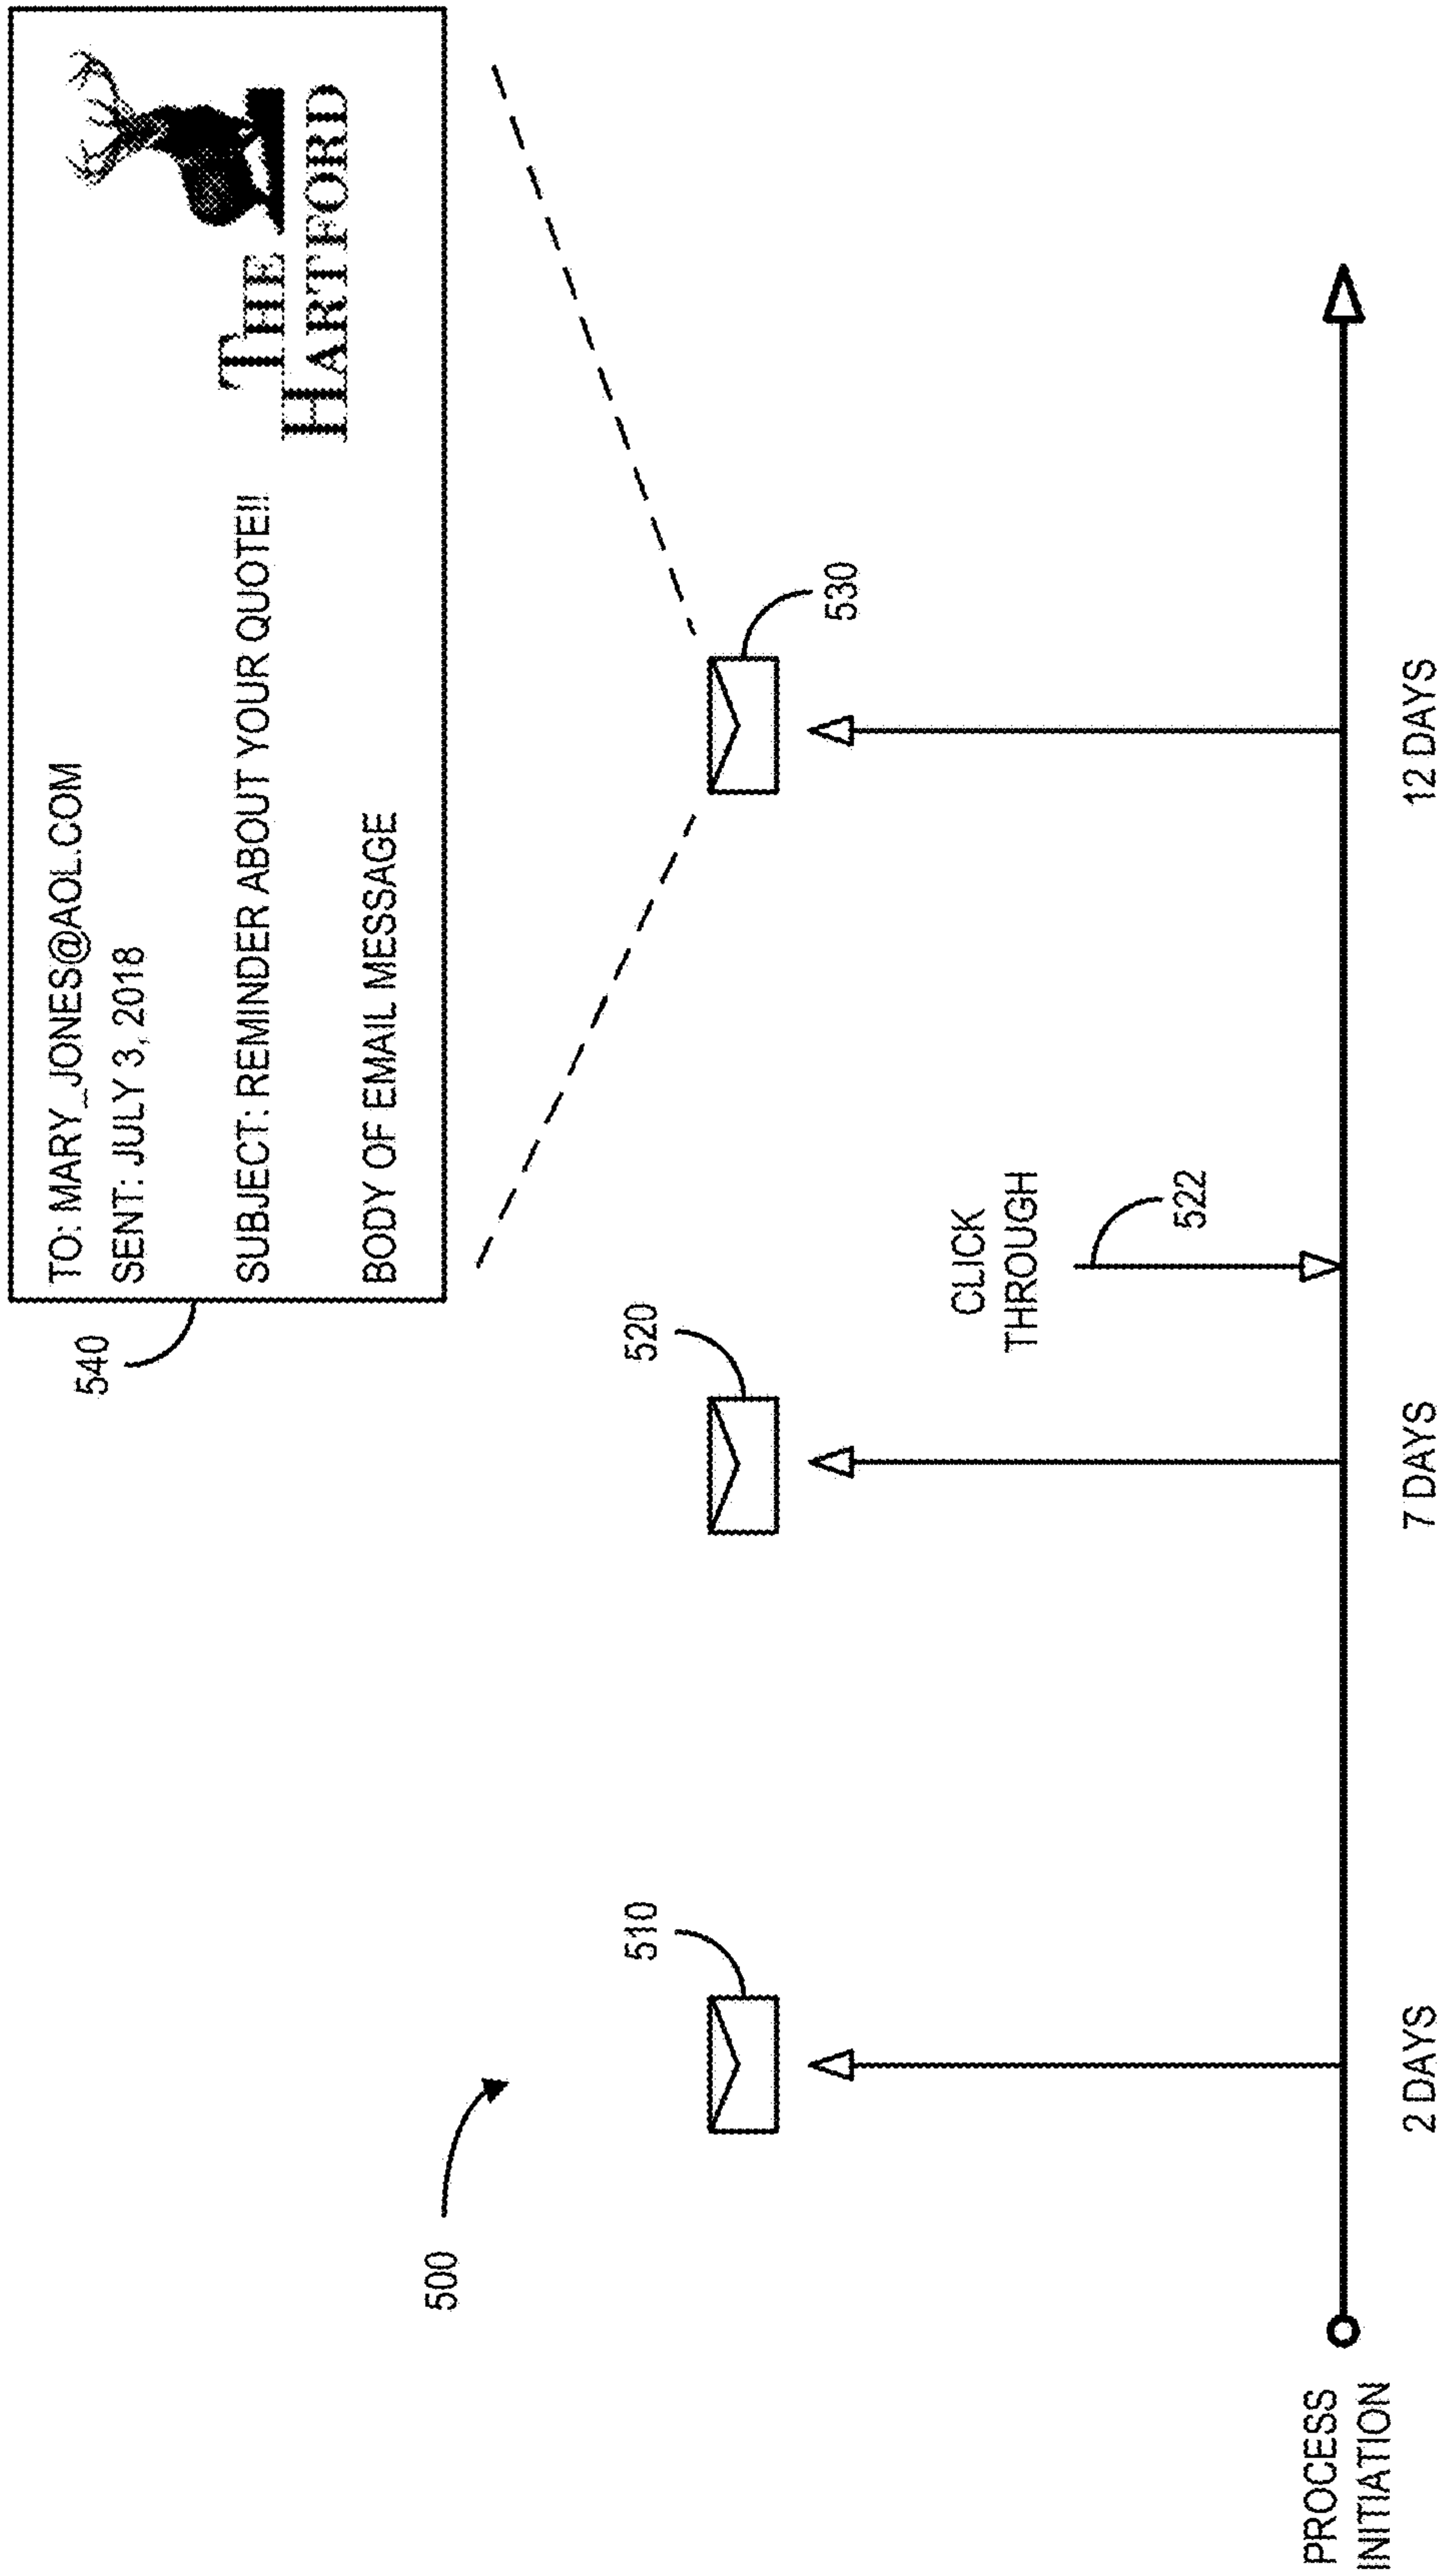 540
TO: MARY_JONES@AOL.COM
SENT: JULY 3, 2018
SUBJECT: REMINDER ABOUT YOUR QUOTE!!
BODY OF EMAIL MESSAGE
THE
HARTFORD
500
510
520
530
CLICK
THROUGH
522
PROCESS
INITIATION
2 DAYS
7 DAYS
12 DAYS